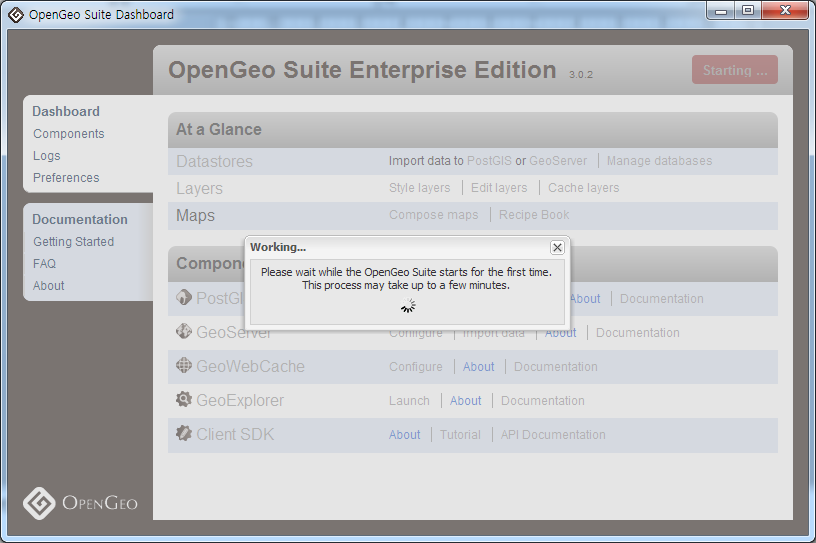 OpenGeo Suite Dashboard
OpenGeo Suite Enterprise Edition 3.0.2 Starting ...
Dashboard
Components
Logs
Preferences
Documentation
Getting Started
FAQ
About
At a Glance
Datastores Import data to PostGIS or GeoServer Manage databases
Layers Style layers Edit layers Cache layers
Maps Compose maps Recipe Book
Working...
Please wait while the OpenGeo Suite starts for the first time.
This process may take up to a few minutes.
About Documentation
GeoServer Configure Import data About Documentation
GeoWebCache Configure About Documentation
GeoExplorer Launch About Documentation
Client SDK About Tutorial API Documentation
OpenGeo